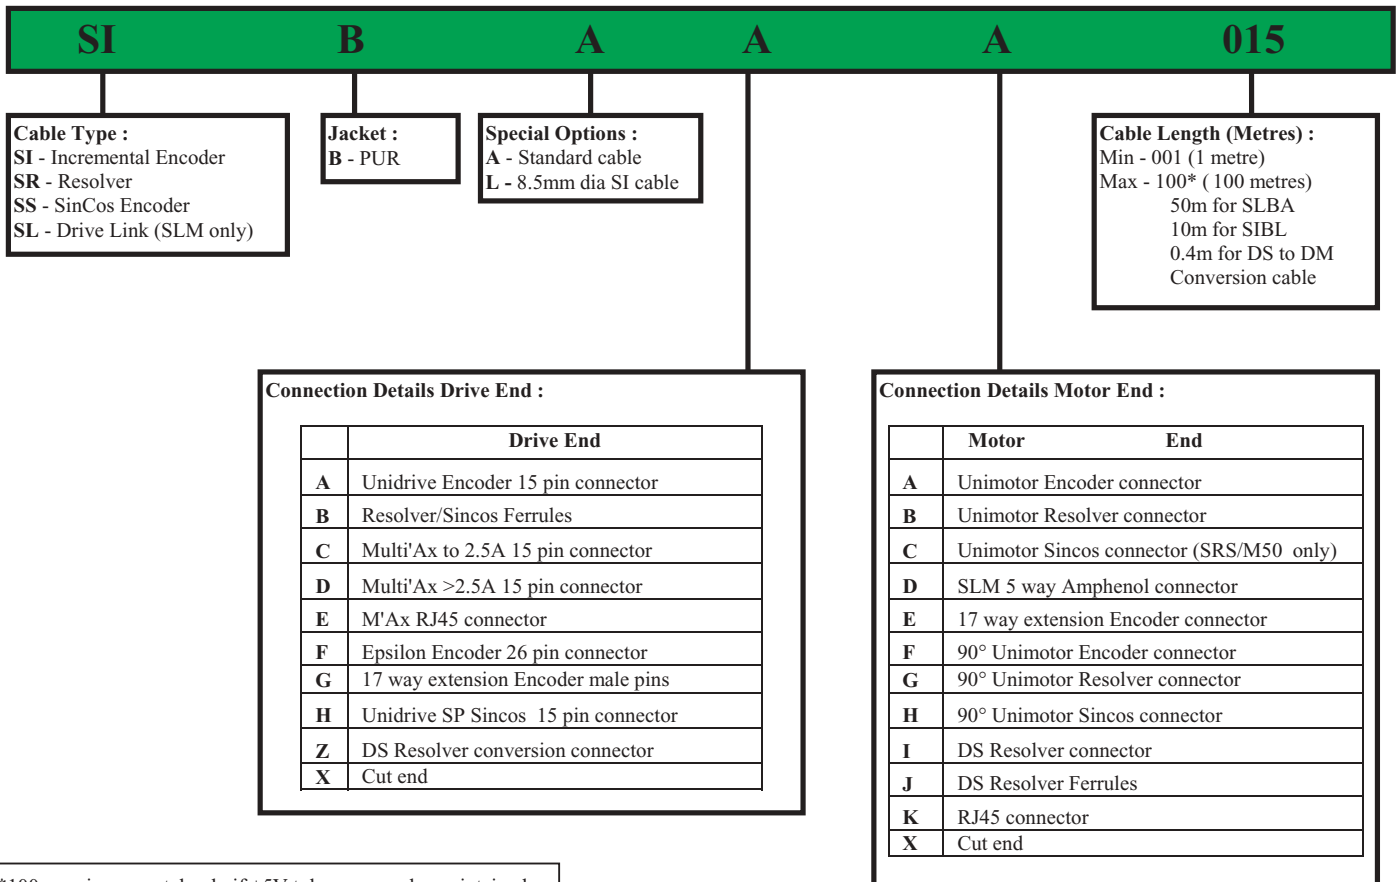 SI B A A A 015
Cable Type :
SI - Incremental Encoder
SR - Resolver
SS - SinCos Encoder
SL - Drive Link (SLM only)
Jacket :
B - PUR
Special Options :
A - Standard cable
L - 8.5mm dia SI cable
Cable Length (Metres) :
Min - 001 (1 metre)
Max - 100* ( 100 metres)
50m for SLBA
10m for SIBL
0.4m for DS to DM
Conversion cable
Connection Details Drive End :
Drive End
A Unidrive Encoder 15 pin connector
B Resolver/Sincos Ferrules
C Multi'Ax to 2.5A 15 pin connector
D Multi'Ax >2.5A 15 pin connector
E M'Ax RJ45 connector
F Epsilon Encoder 26 pin connector
G 17 way extension Encoder male pins
H Unidrive SP Sincos 15 pin connector
Z DS Resolver conversion connector
X Cut end
Connection Details Motor End :
Motor End
A Unimotor Encoder connector
B Unimotor Resolver connector
C Unimotor Sincos connector (SRS/M50 only)
D SLM 5 way Amphenol connector
E 17 way extension Encoder connector
F 90° Unimotor Encoder connector
G 90° Unimotor Resolver connector
H 90° Unimotor Sincos connector
I DS Resolver connector
J DS Resolver Ferrules
K RJ45 connector
X Cut end